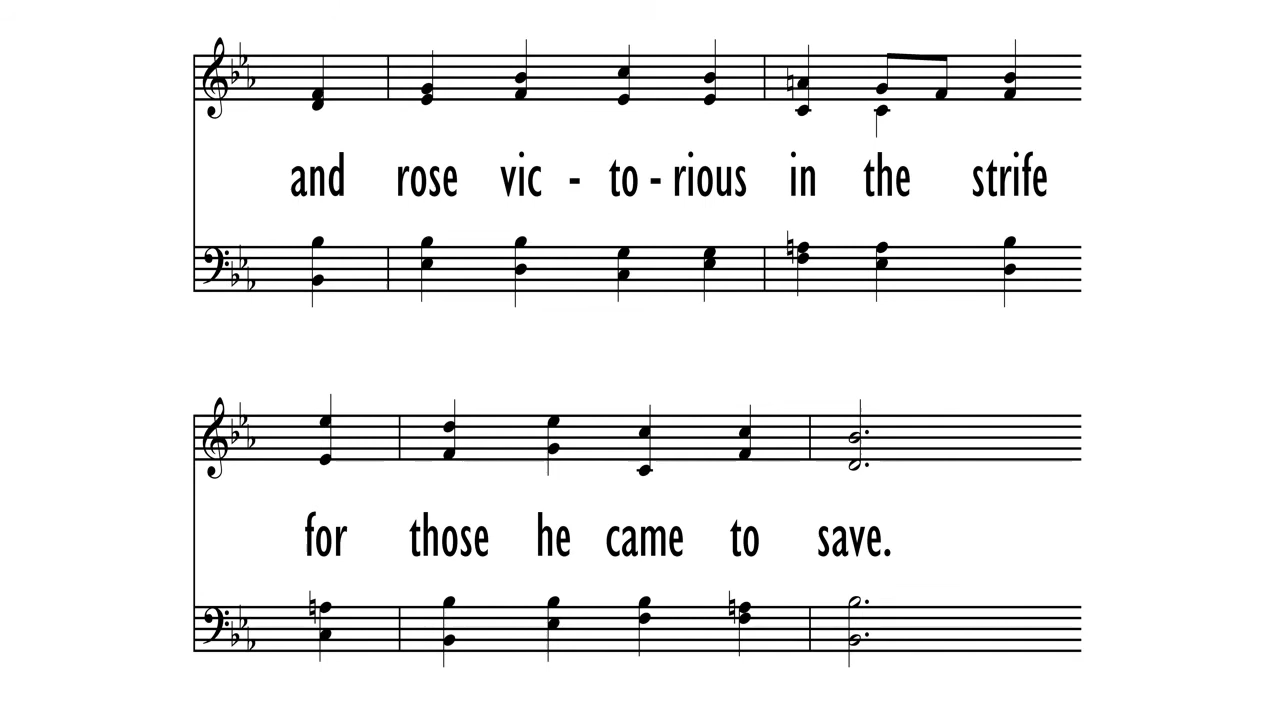 and rose vic - to - rious in the strife
for those he came to save.